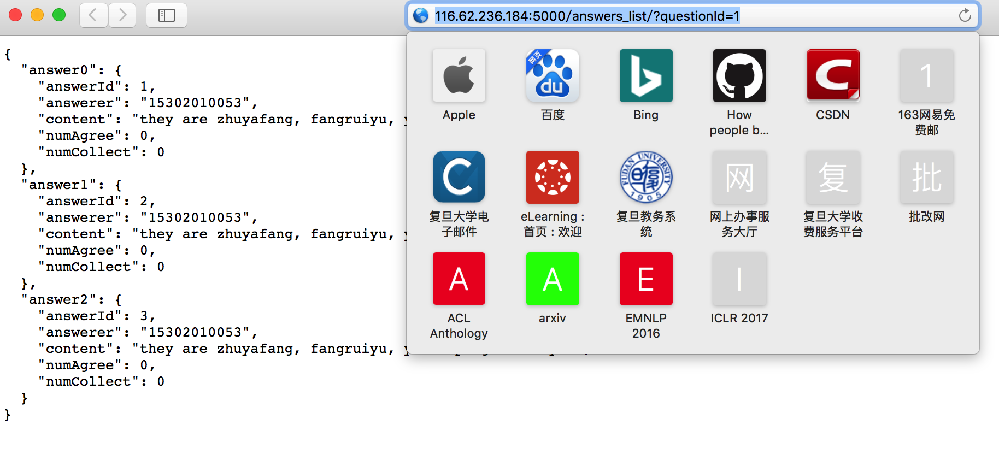 116.62.236.184:5000/answers_list/?questionId=1
{
"answer0": {
"answerId": 1,
"answerer": "15302010053",
"content": "they are zhuyafang, fangruiyu,
"numAgree": 0,
"numCollect": 0
},
"answer1": {
"answerId": 2,
"answerer": "15302010053",
"content": "they are zhuyafang, fangruiyu,
"numAgree": 0,
"numCollect": 0
},
"answer2": {
"answerId": 3,
"answerer": "15302010053",
"content": "they are zhuyafang, fangruiyu,
"numAgree": 0,
"numCollect": 0
}
}
网页
du
1
Apple
百度
Bing
How
people b...
CSDN
163网易免
费邮
C
FUDAN UNIVERSITY
1905
网
复
批
复旦大学电
子邮件
eLearning :
首页 : 欢迎
复旦教务系
统
网上办事服
务大厅
复旦大学收
费服务平台
批改网
A
A
E
I
ACL
Anthology
arxiv
EMNLP
2016
ICLR 2017